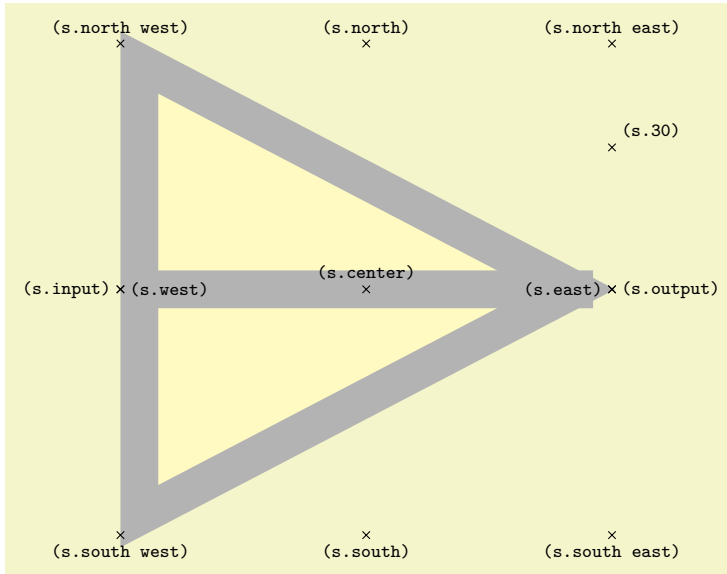 (s.north west) (s.north) (s.north east)
(s.30)
(s.center)
(s.input) (s.west) (s.east) (s.output)
(s.south west) (s.south) (s.south east)